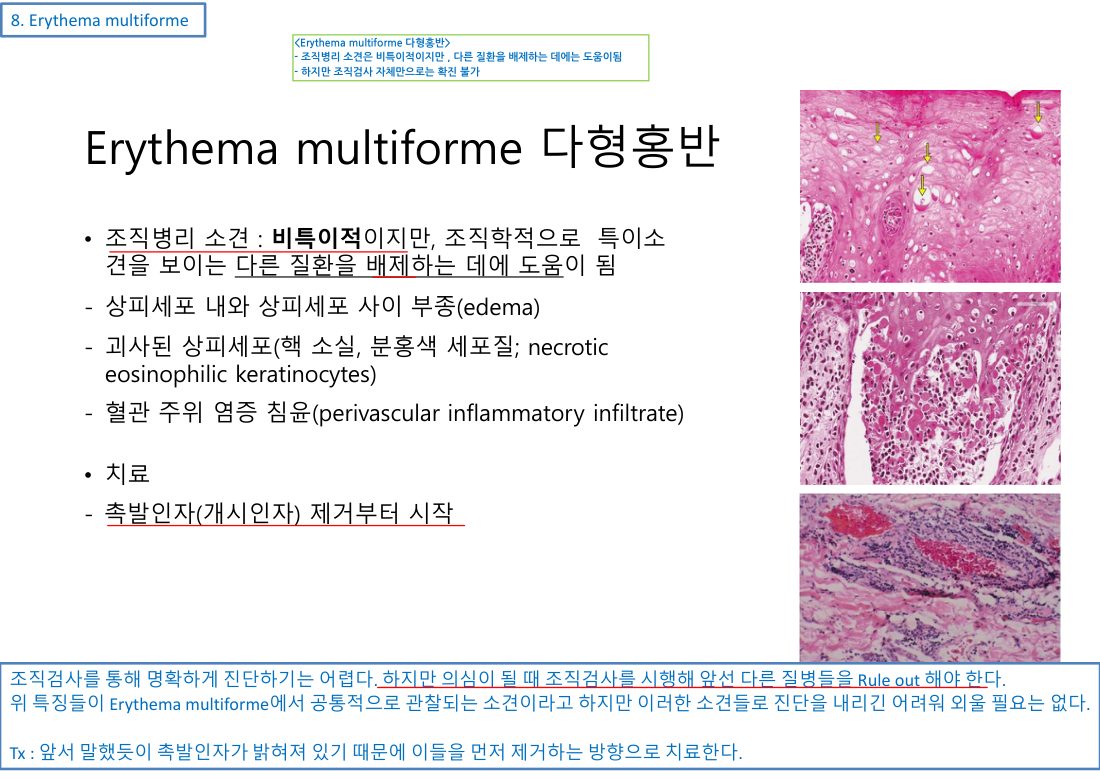 8. Erythema multiforme
<Erythema multiforme 다형홍반>
- 조직병리 소견은 비특이적이지만 , 다른 질환을 배제하는 데에는 도움이됨
- 하지만 조직검사 자체만으로는 확진 불가
Erythema multiforme 다형홍반
• 조직병리 소견 : 비특이적이지만, 조직학적으로 특이소
견을 보이는 다른 질환을 배제하는 데에 도움이 됨
- 상피세포 내와 상피세포 사이 부종(edema)
- 괴사된 상피세포(핵 소실, 분홍색 세포질; necrotic
eosinophilic keratinocytes)
- 혈관 주위 염증 침윤(perivascular inflammatory infiltrate)
• 치료
- 촉발인자(개시인자) 제거부터 시작
조직검사를 통해 명확하게 진단하기는 어렵다. 하지만 의심이 될 때 조직검사를 시행해 앞선 다른 질병들을 Rule out 해야 한다.
위 특징들이 Erythema multiforme에서 공통적으로 관찰되는 소견이라고 하지만 이러한 소견들로 진단을 내리긴 어려워 외울 필요는 없다.
Tx : 앞서 말했듯이 촉발인자가 밝혀져 있기 때문에 이들을 먼저 제거하는 방향으로 치료한다.